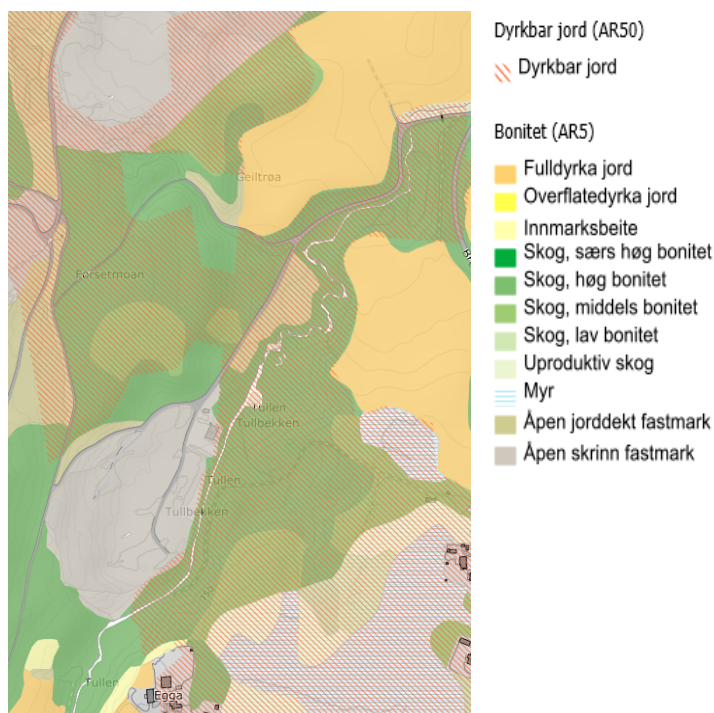 Dyrkbar jord (AR50)
Dyrkbar jord
Bonitet (AR5)
Fulldyrka jord
Overflatedyrka jord
Innmarksbeite
Skog, særs høg bonitet
Skog, høg bonitet
Skog, middels bonitet
Skog, lav bonitet
Uproduktiv skog
Myr
Åpen jorddekt fastmark
Åpen skrinn fastmark
Geiltrøa
Forsetmoan
Tullen
Tullbekken
Tullen
Tullbekken
150
Tullen
Egga